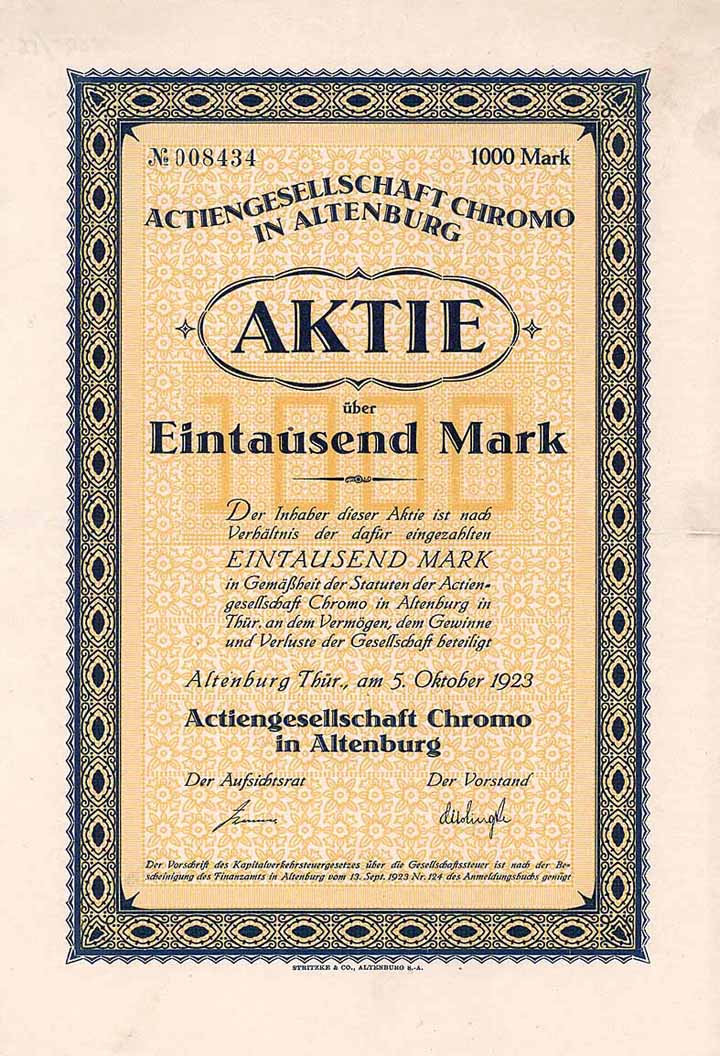 № 008434
1000 Mark
ACTIENGESELLSCHAFT CHROMO
IN ALTENBURG
AKTIE
über
1000
Eintausend Mark
Der Inhaber dieser Aktie ist nach
Verhältnis der dafür eingezahlten
EINTAUSEND MARK
in Gemäßheit der Statuten der Actien-
gesellschaft Chromo in Altenburg in
Thür. an dem Vermögen, dem Gewinne
und Verluste der Gesellschaft beteiligt
Altenburg Thür., am 5. Oktober 1923
Actiengesellschaft Chromo
in Altenburg
Der Aufsichtsrat
Der Vorstand
Der Vorschrift des Kapitalverkehrsteuergesetzes über die Gesellschaftssteuer ist nach der Be-
scheinigung des Finanzamts in Altenburg vom 13. Sept. 1923 Nr. 124 des Anmeldungsbuchs genügt
STRITZKE & CO., ALTENBURG S.-A.